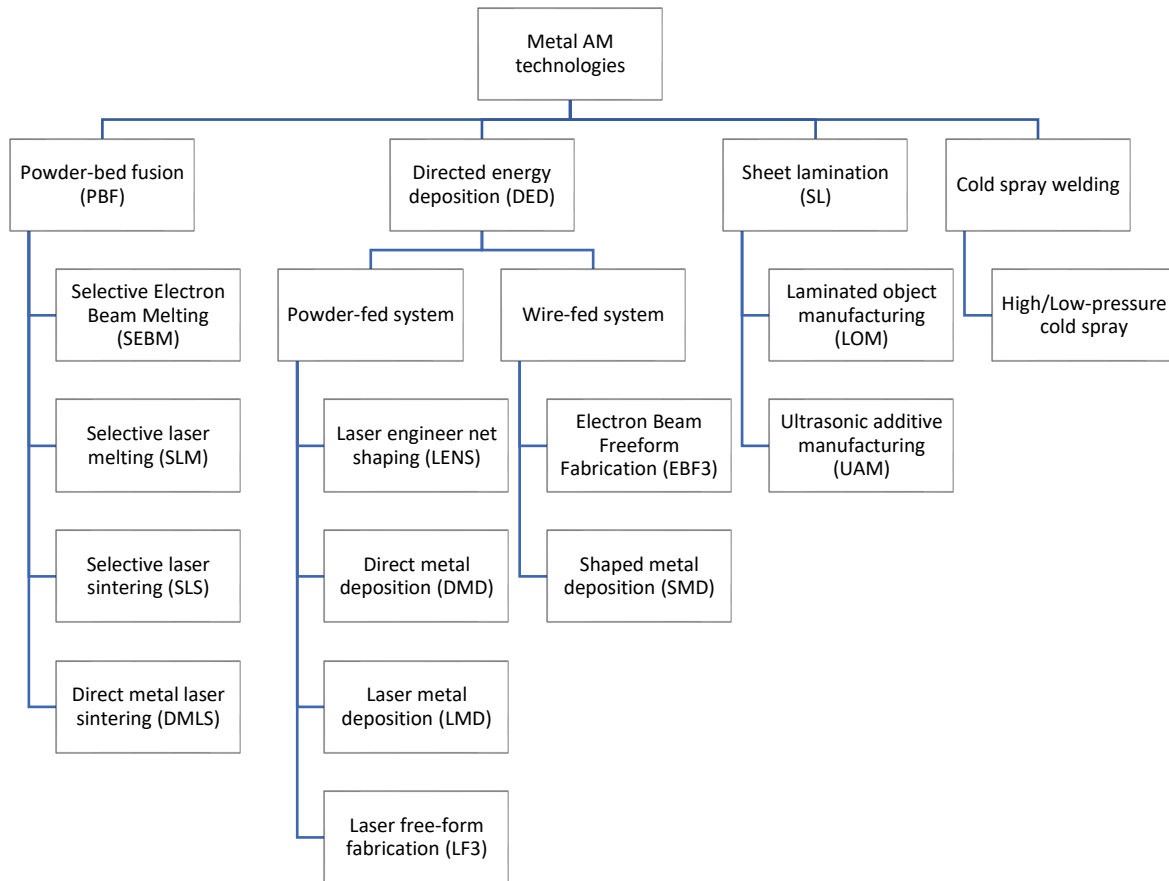 Metal AM
technologies
Powder-bed fusion
(PBF)
Directed energy
deposition (DED)
Sheet lamination
(SL)
Cold spray welding
Selective Electron
Beam Melting
(SEBM)
Selective laser
melting (SLM)
Selective laser
sintering (SLS)
Direct metal laser
sintering (DMLS)
Powder-fed system
Wire-fed system
Laser engineer net
shaping (LENS)
Direct metal
deposition (DMD)
Laser metal
deposition (LMD)
Laser free-form
fabrication (LF3)
Electron Beam
Freeform
Fabrication (EBF3)
Shaped metal
deposition (SMD)
Laminated object
manufacturing
(LOM)
Ultrasonic additive
manufacturing
(UAM)
High/Low-pressure
cold spray